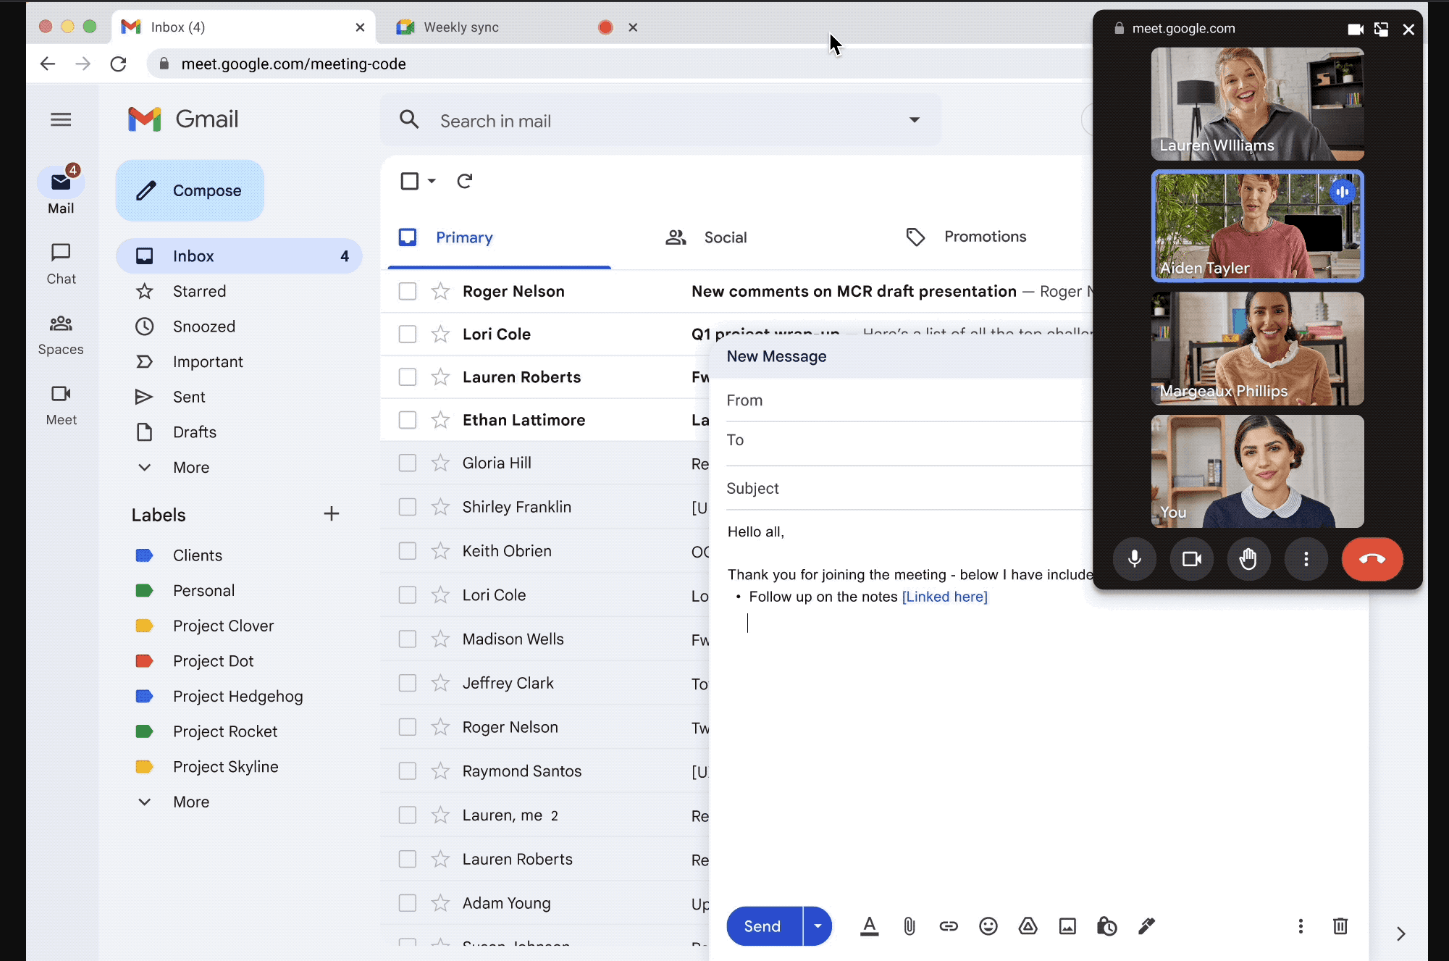 Inbox (4)
Weekly sync
meet.google.com/meeting-code
meet.google.com
Lauren WIlliams
Aiden Tayler
Margeaux Phillips
You
Gmail
Search in mail
4
Mail
Chat
Spaces
Meet
Compose
Inbox 4
Starred
Snoozed
Important
Sent
Drafts
More
Labels
Clients
Personal
Project Clover
Project Dot
Project Hedgehog
Project Rocket
Project Skyline
More
Primary
Social
Promotions
Roger Nelson New comments on MCR draft presentation — Roger N
Lori Cole Q1 project wrap-up — Here's a list of all the top challen
Lauren Roberts Fw
Ethan Lattimore La
Gloria Hill Re
Shirley Franklin [U
Keith Obrien OO
Lori Cole Lo
Madison Wells Fw
Jeffrey Clark To
Roger Nelson Tw
Raymond Santos [U
Lauren, me 2 Re
Lauren Roberts Re
Adam Young Up
Susan Johnson Re
New Message
From
To
Subject
Hello all,
Thank you for joining the meeting - below I have include
• Follow up on the notes [Linked here]
Send